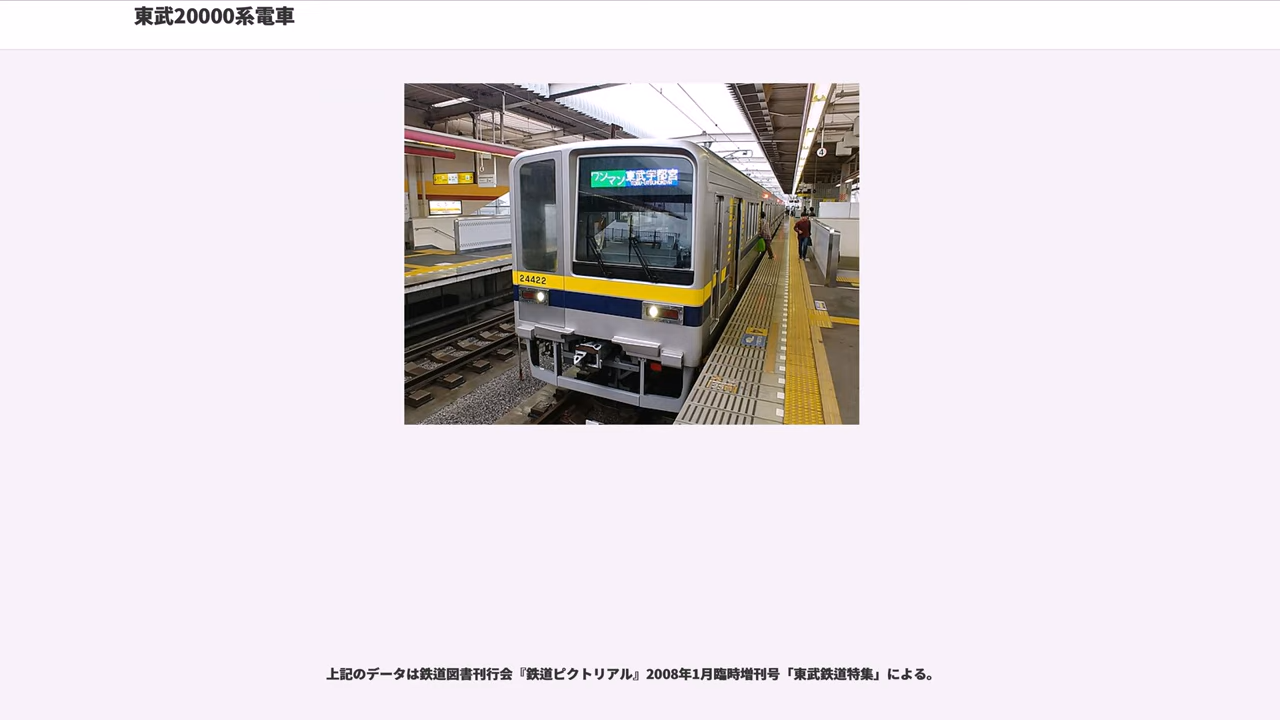 東武20000系電車
4
ワンマン 東武宇都宮
24422
上記のデータは鉄道図書刊行会『鉄道ピクトリアル』2008年1月臨時増刊号「東武鉄道特集」による。